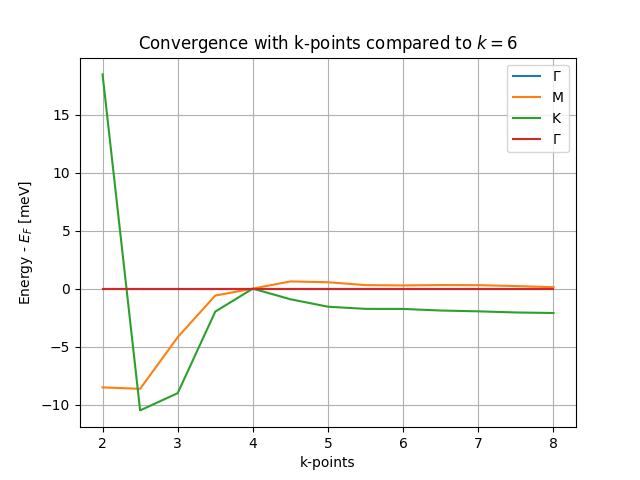 Convergence with k-points compared to $k = 6$
Energy - $E_F$ [meV]
15
10
5
0
−5
−10
2
3
4
5
6
7
8
k-points
Γ
M
K
Γ